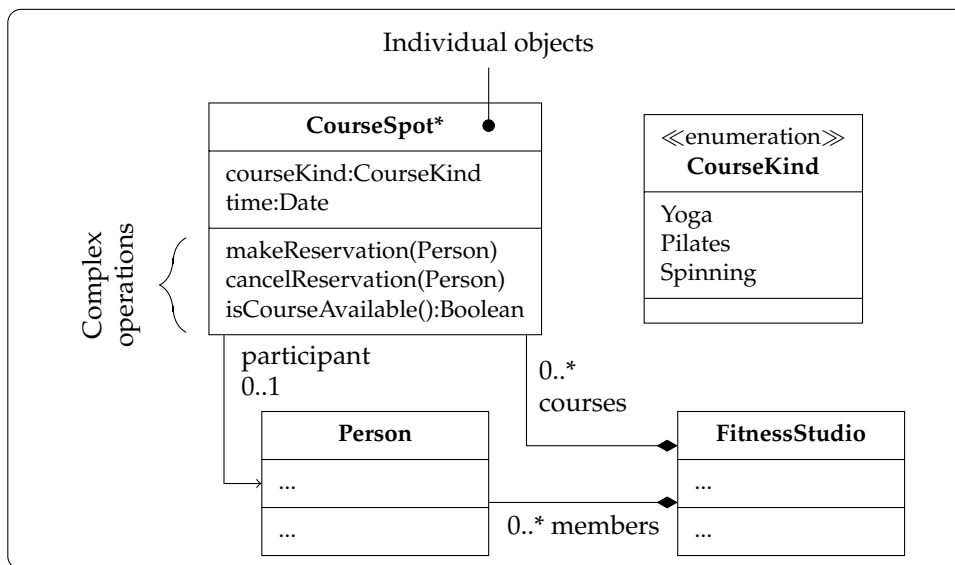 Individual objects
CourseSpot*
courseKind:CourseKind
time:Date
makeReservation(Person)
cancelReservation(Person)
isCourseAvailable():Boolean
Complex
operations
≪enumeration≫
CourseKind
Yoga
Pilates
Spinning
participant
0..1
0..*
courses
Person
...
...
FitnessStudio
...
...
0..* members